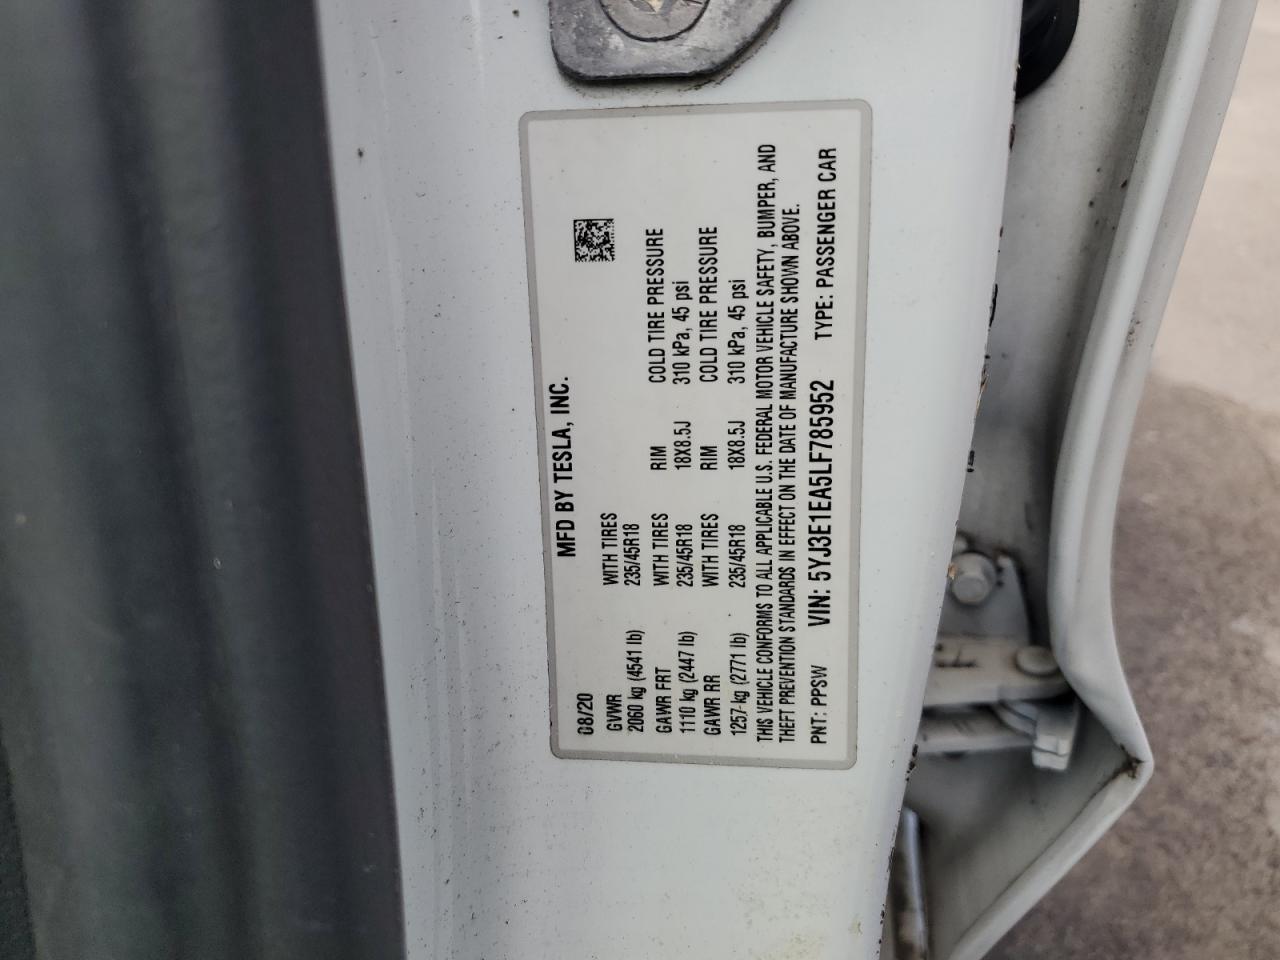 MFD BY TESLA, INC.
08/20
GVWR WITH TIRES
2060 kg (4541 lb) 235/45R18
GAWR FRT WITH TIRES RIM COLD TIRE PRESSURE
1110 kg (2447 lb) 235/45R18 18X8.5J 310 kPa, 45 psi
GAWR RR WITH TIRES RIM COLD TIRE PRESSURE
1257 kg (2771 lb) 235/45R18 18X8.5J 310 kPa, 45 psi
THIS VEHICLE CONFORMS TO ALL APPLICABLE U.S. FEDERAL MOTOR VEHICLE SAFETY, BUMPER, AND
THEFT PREVENTION STANDARDS IN EFFECT ON THE DATE OF MANUFACTURE SHOWN ABOVE.
PNT: PPSW VIN: 5YJ3E1EA5LF785952 TYPE: PASSENGER CAR